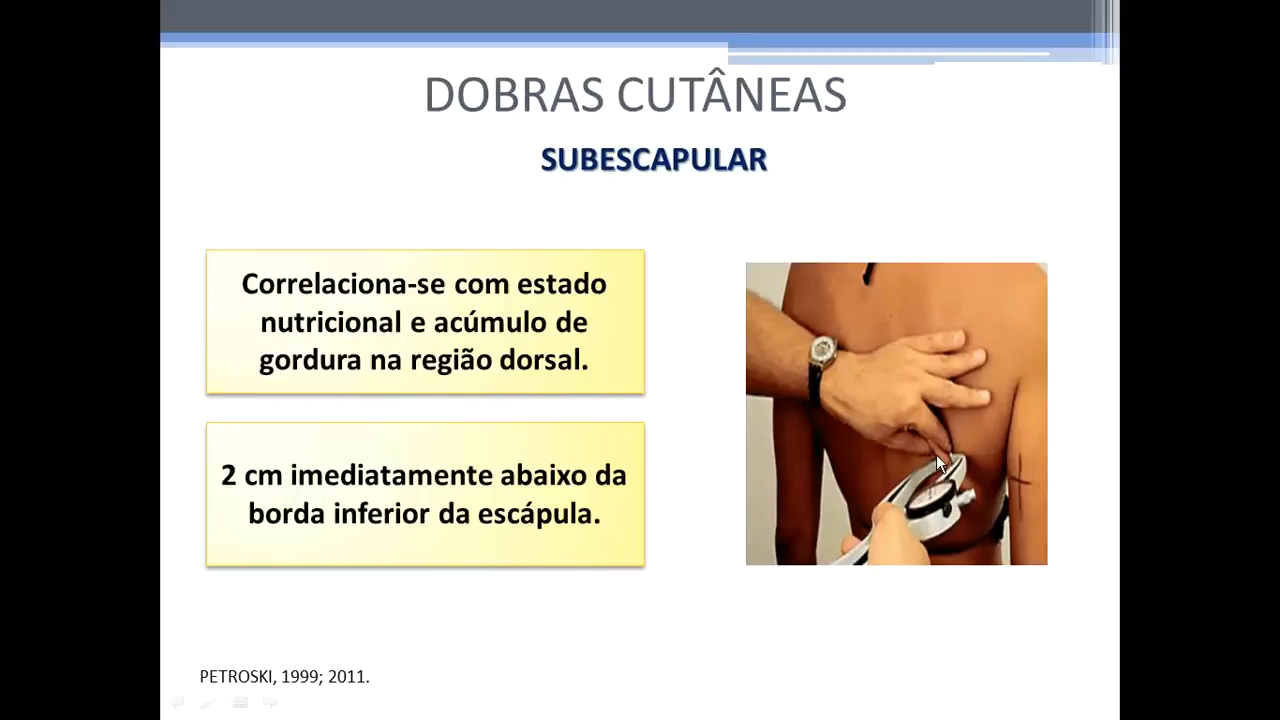 DOBRAS CUTÂNEAS
SUBESCAPULAR
Correlaciona-se com estado
nutricional e acúmulo de
gordura na região dorsal.
2 cm imediatamente abaixo da
borda inferior da escápula.
PETROSKI, 1999; 2011.